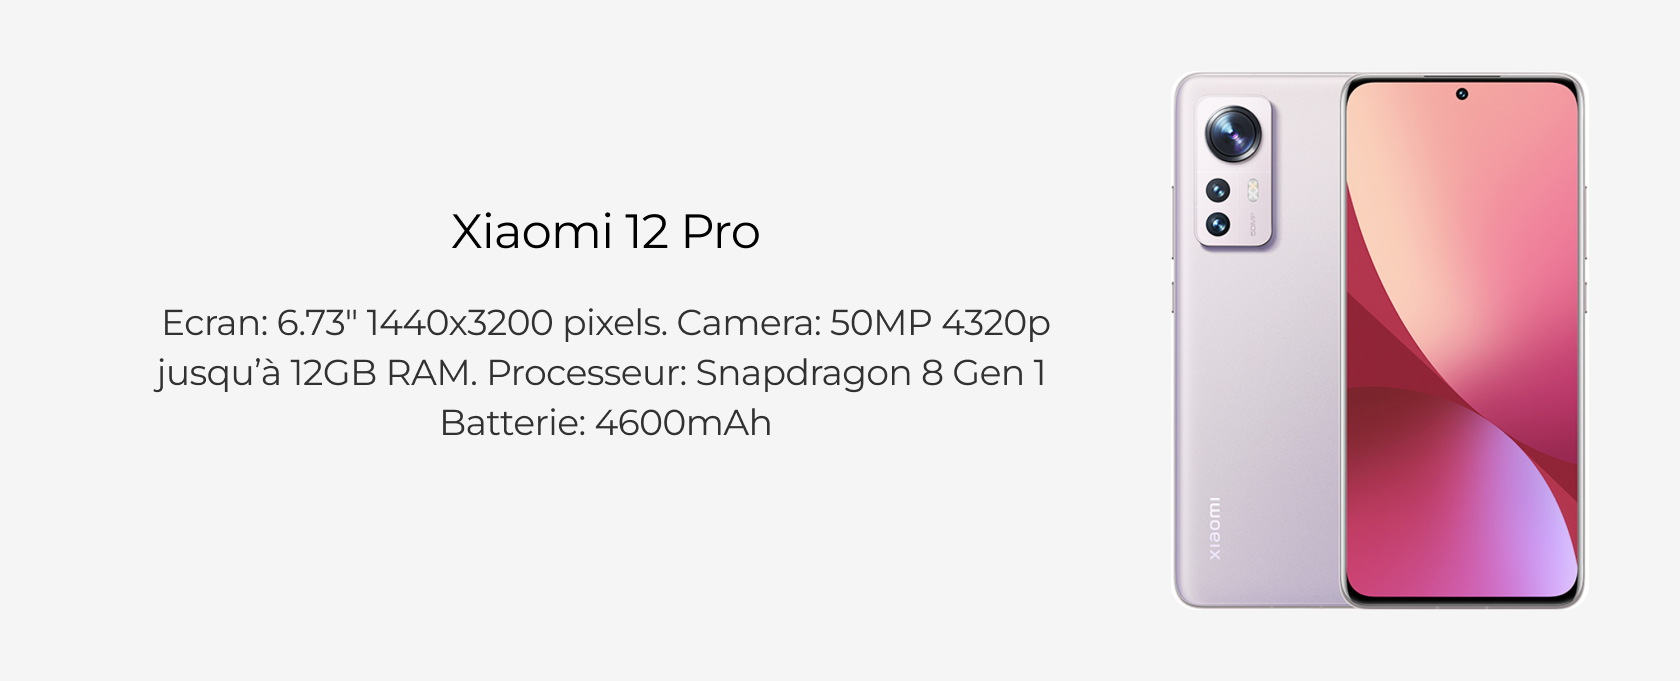 Xiaomi 12 Pro
Ecran: 6.73" 1440x3200 pixels. Camera: 50MP 4320p
jusqu’à 12GB RAM. Processeur: Snapdragon 8 Gen 1
Batterie: 4600mAh
50MP
xiaomi